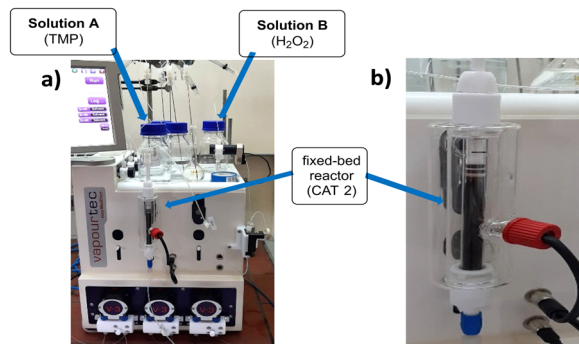 Solution A
(TMP)
Solution B
(H₂O₂)
a)
b)
fixed-bed
reactor
(CAT 2)
vapourtec